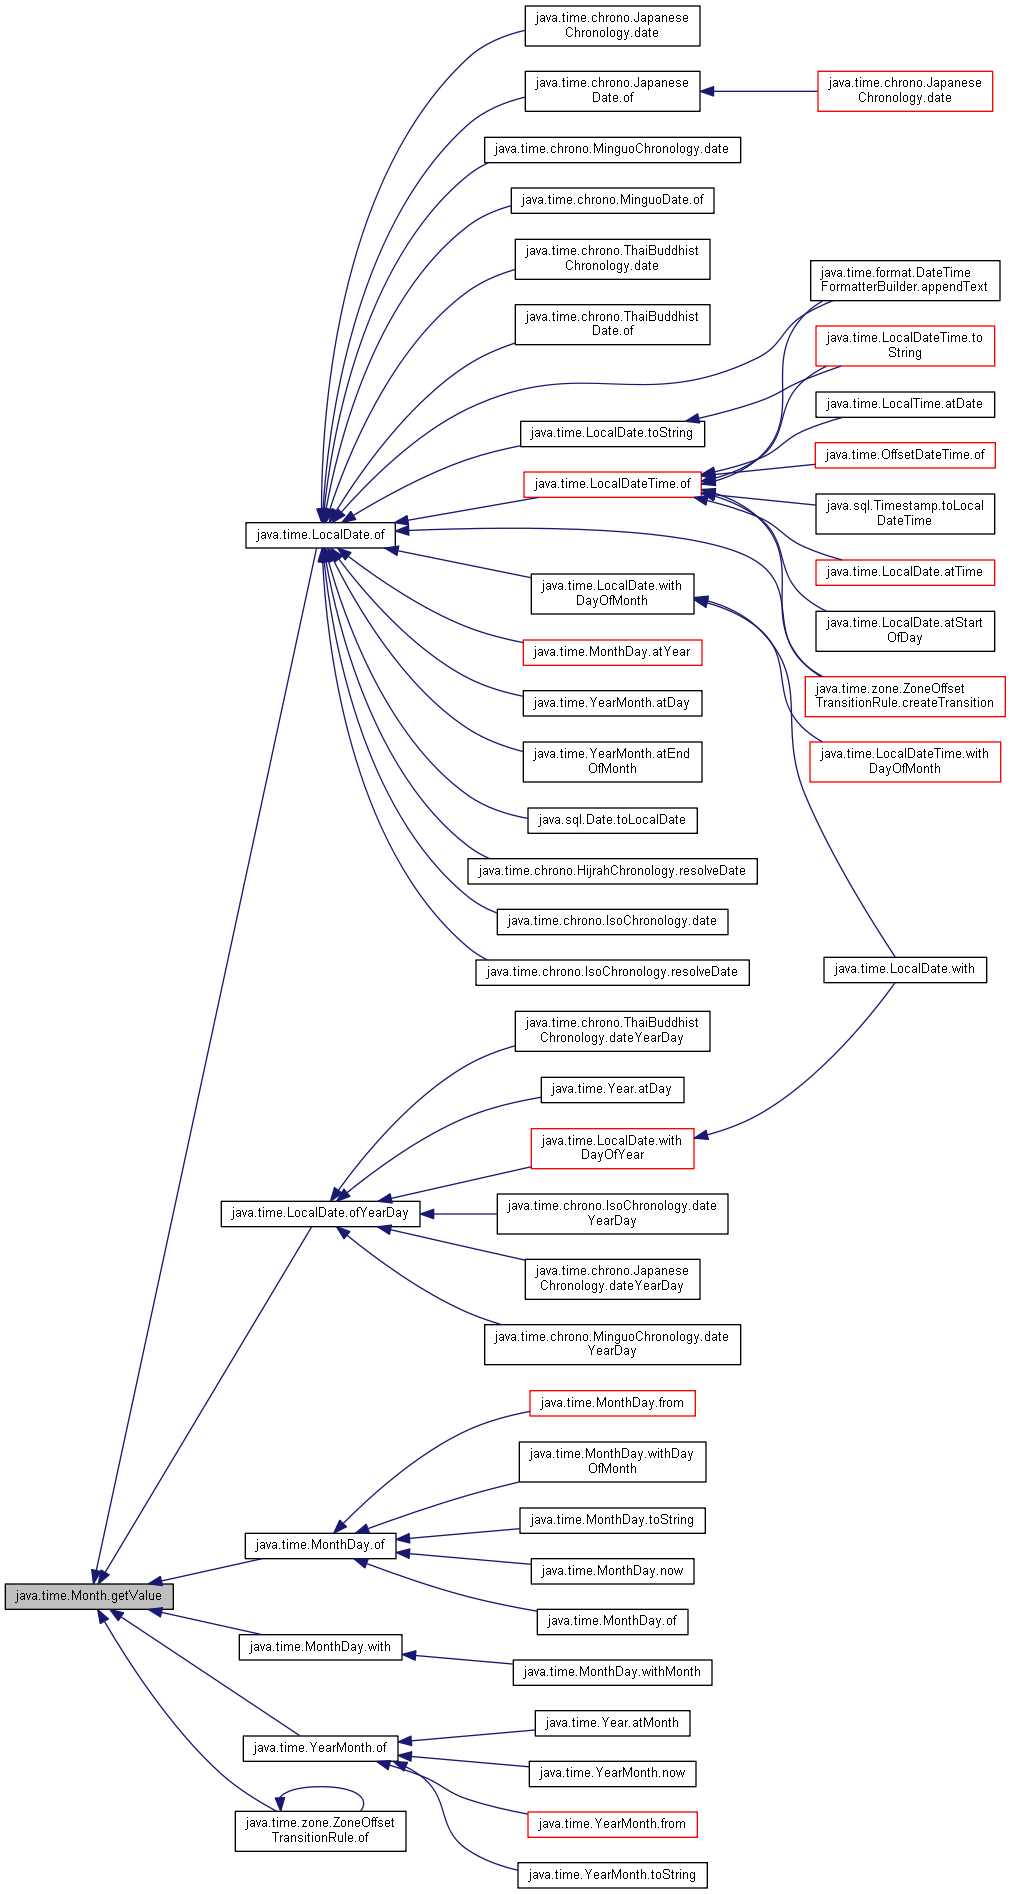 java.time.chrono.Japanese
Chronology.date
java.time.chrono.Japanese
Date.of
java.time.chrono.Japanese
Chronology.date
java.time.chrono.MinguoChronology.date
java.time.chrono.MinguoDate.of
java.time.chrono.ThaiBuddhist
Chronology.date
java.time.format.DateTime
FormatterBuilder.appendText
java.time.chrono.ThaiBuddhist
Date.of
java.time.LocalDateTime.to
String
java.time.LocalTime.atDate
java.time.LocalDate.toString
java.time.OffsetDateTime.of
java.time.LocalDateTime.of
java.sql.Timestamp.toLocal
DateTime
java.time.LocalDate.of
java.time.LocalDate.atTime
java.time.LocalDate.with
DayOfMonth
java.time.LocalDate.atStart
OfDay
java.time.MonthDay.atYear
java.time.zone.ZoneOffset
TransitionRule.createTransition
java.time.YearMonth.atDay
java.time.YearMonth.atEnd
OfMonth
java.time.LocalDateTime.with
DayOfMonth
java.sql.Date.toLocalDate
java.time.chrono.HijrahChronology.resolveDate
java.time.chrono.IsoChronology.date
java.time.chrono.IsoChronology.resolveDate
java.time.LocalDate.with
java.time.chrono.ThaiBuddhist
Chronology.dateYearDay
java.time.Year.atDay
java.time.LocalDate.with
DayOfYear
java.time.LocalDate.ofYearDay
java.time.chrono.IsoChronology.date
YearDay
java.time.chrono.Japanese
Chronology.dateYearDay
java.time.chrono.MinguoChronology.date
YearDay
java.time.MonthDay.from
java.time.MonthDay.withDay
OfMonth
java.time.MonthDay.toString
java.time.MonthDay.of
java.time.MonthDay.now
java.time.Month.getValue
java.time.MonthDay.of
java.time.MonthDay.with
java.time.MonthDay.withMonth
java.time.Year.atMonth
java.time.YearMonth.of
java.time.YearMonth.now
java.time.zone.ZoneOffset
TransitionRule.of
java.time.YearMonth.from
java.time.YearMonth.toString